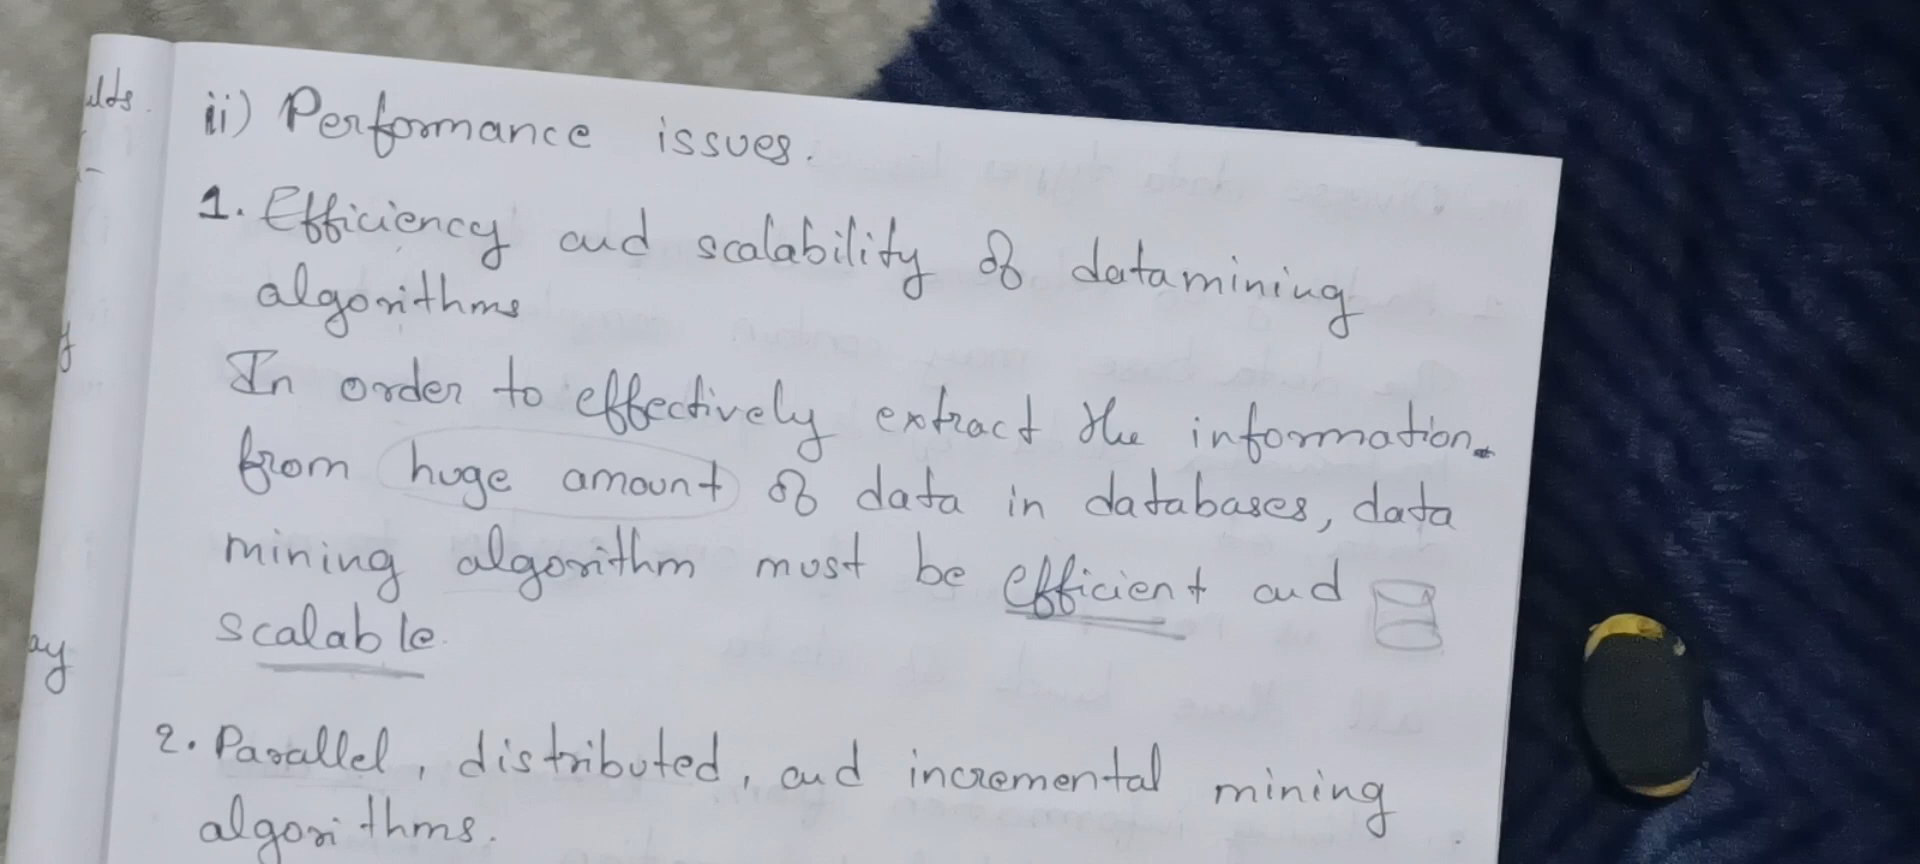 ii) Performance issues.
1. Efficiency and scalability of datamining
algorithms
In order to effectively extract the information
from huge amount of data in databases, data
mining algorithm must be efficient and
scalable.
2. Parallel, distributed, and incremental mining
algorithms.